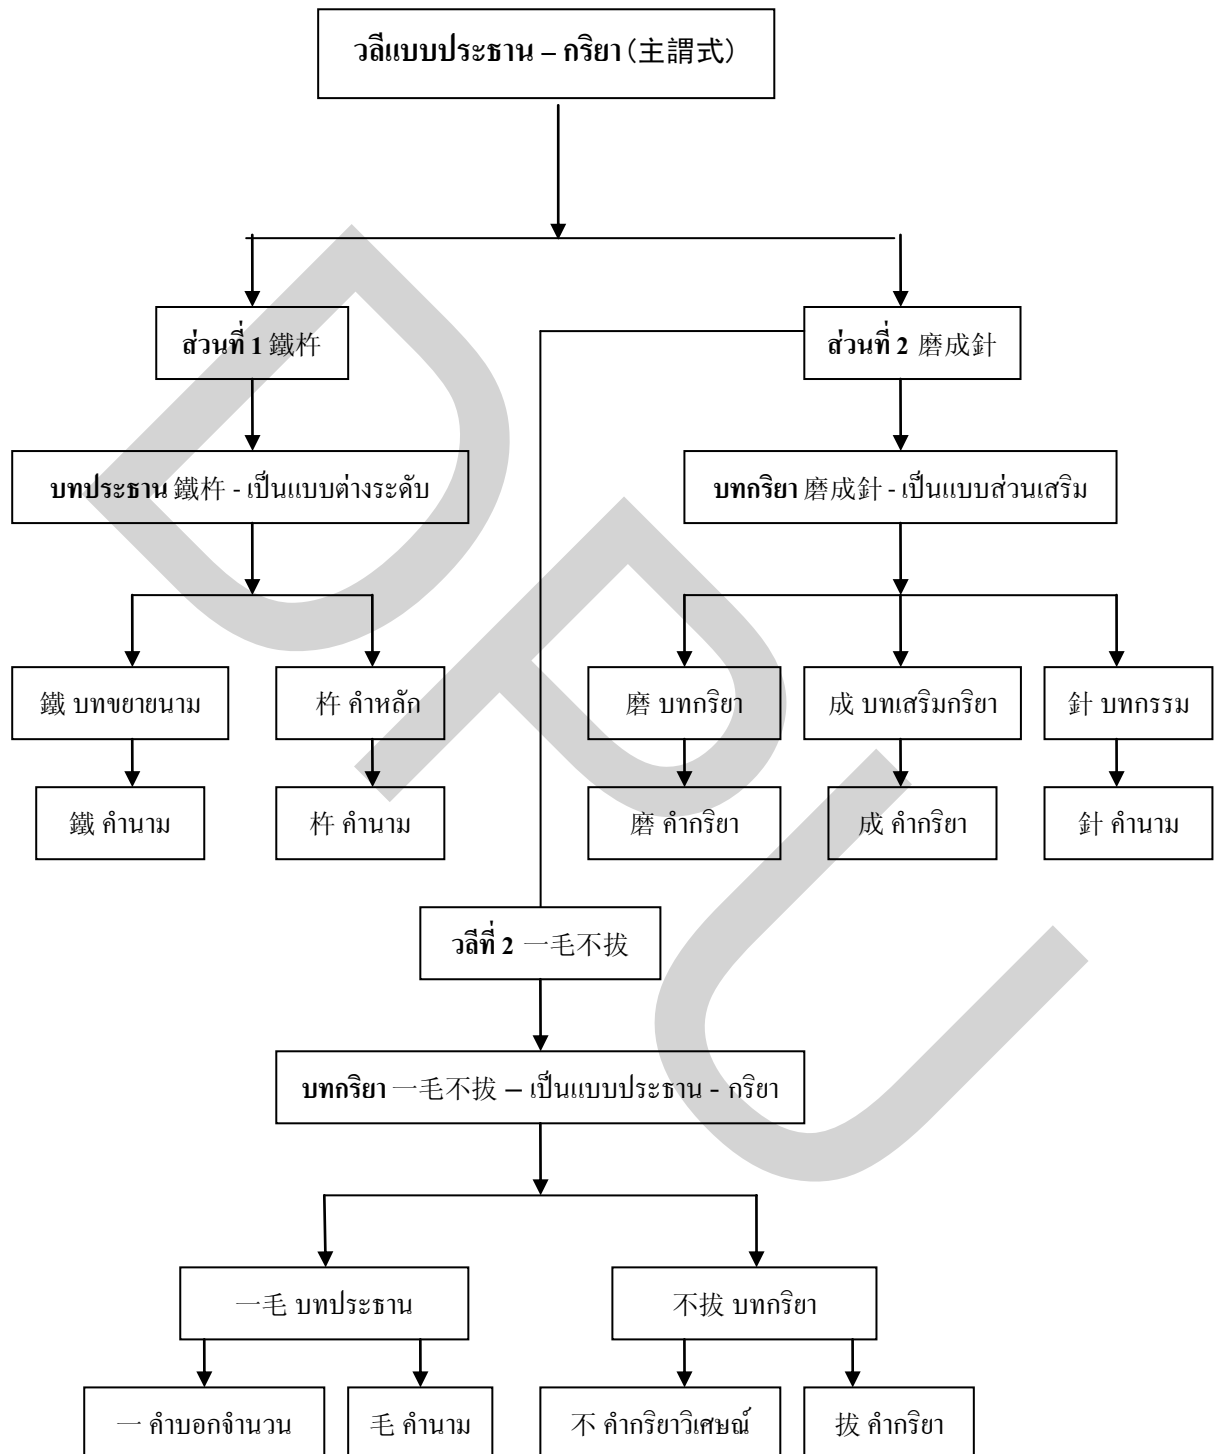 วลีแบบประธาน – กริยา (主謂式)
ส่วนที่ 1 鐵杵
ส่วนที่ 2 磨成針
บทประธาน 鐵杵 - เป็นแบบต่างระดับ
บทกริยา 磨成針 - เป็นแบบส่วนเสริม
鐵 บทขยายนาม
杵 คำหลัก
磨 บทกริยา
成 บทเสริมกริยา
針 บทกรรม
鐵 คำนาม
杵 คำนาม
磨 คำกริยา
成 คำกริยา
針 คำนาม
วลีที่ 2 一毛不拔
บทกริยา 一毛不拔 – เป็นแบบประธาน - กริยา
一毛 บทประธาน
不拔 บทกริยา
一 คำบอกจำนวน
毛 คำนาม
不 คำกริยาวิเศษณ์
拔 คำกริยา
DPU